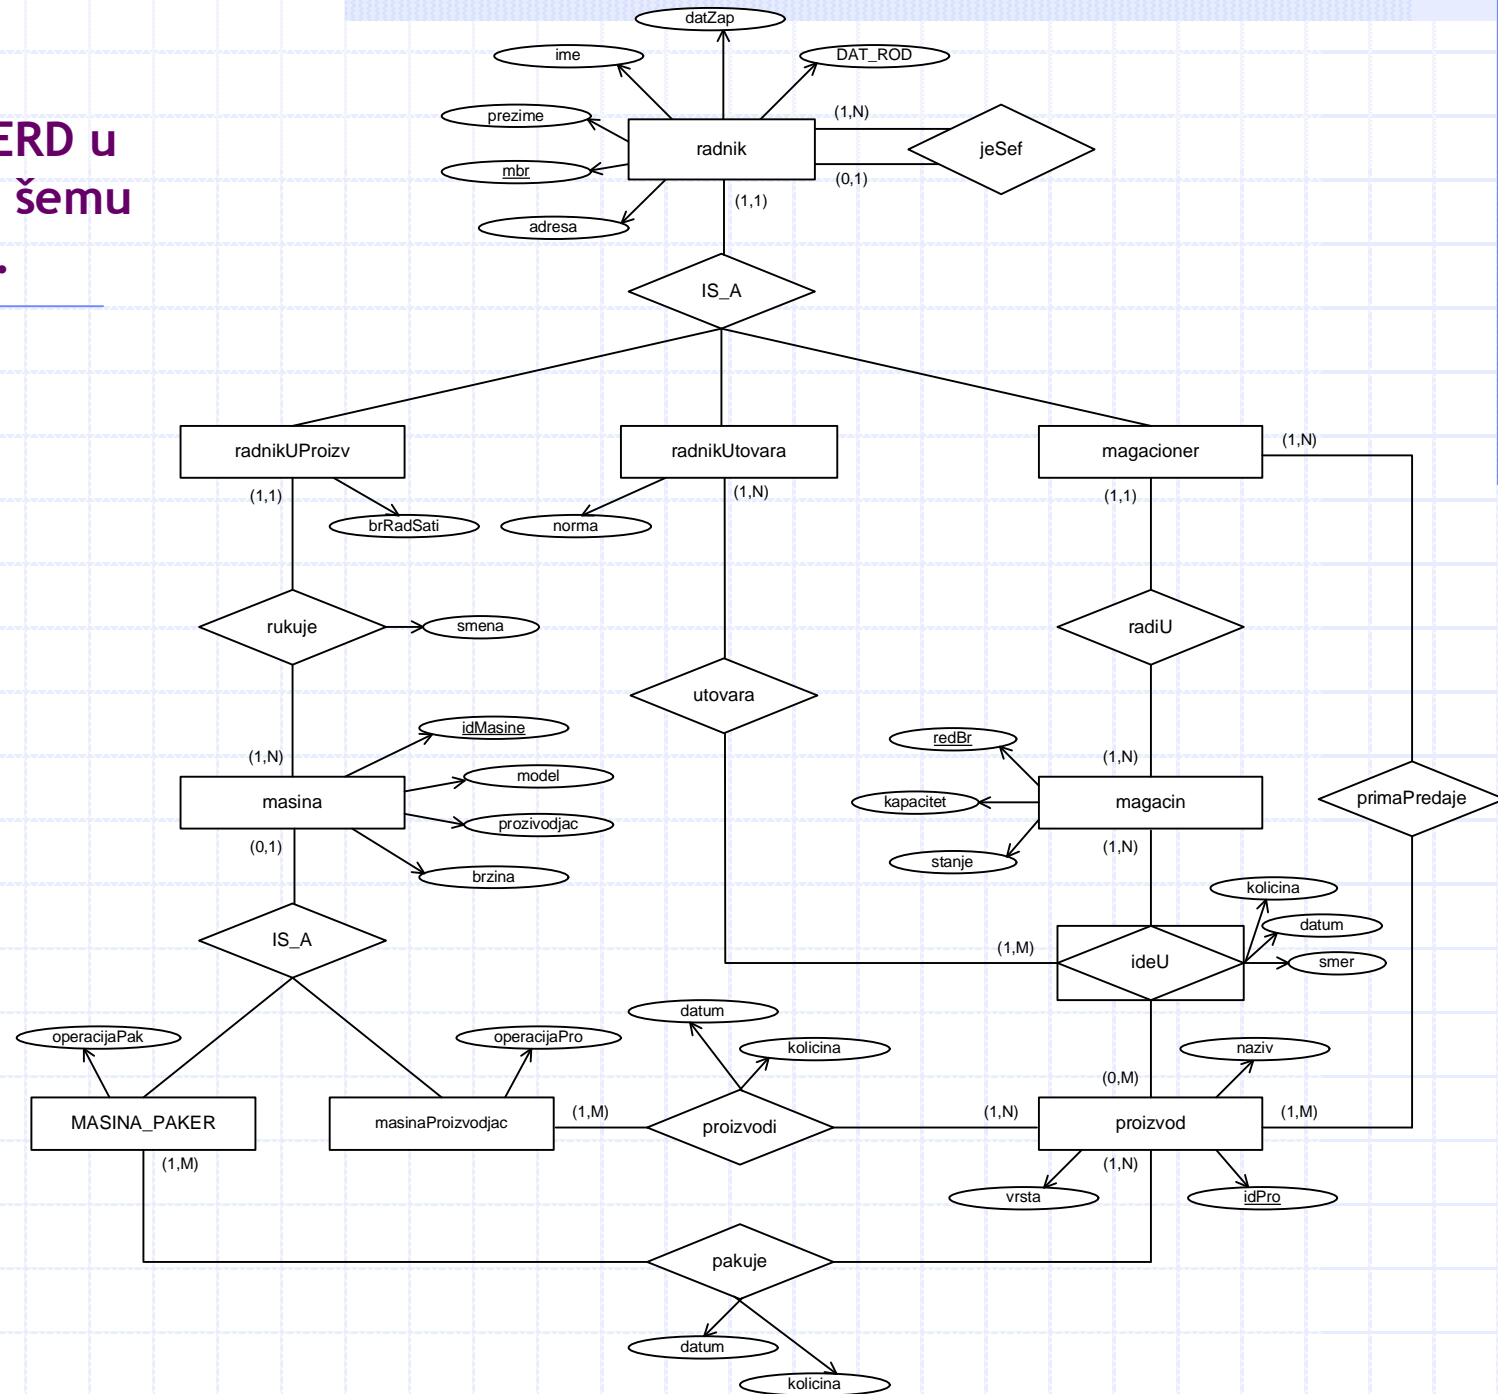 datZap
ime
DAT_ROD
ERD u
prezime
(1,N)
radnik
jeSef
mbr
(0,1)
šemu
(1,1)
adresa
.
IS_A
radnikUProizv
radnikUtovara
magacioner
(1,N)
(1,1)
(1,N)
(1,1)
brRadSati
norma
rukuje
smena
radiU
utovara
idMasine
redBr
(1,N)
(1,N)
model
masina
kapacitet
magacin
primaPredaje
prozivodjac
(0,1)
(1,N)
stanje
brzina
kolicina
datum
IS_A
(1,M)
ideU
smer
datum
operacijaPak
operacijaPro
kolicina
naziv
(0,M)
(1,M)
(1,N)
(1,M)
MASINA_PAKER
masinaProizvodjac
proizvodi
proizvod
(1,M)
(1,N)
vrsta
idPro
pakuje
datum
kolicina